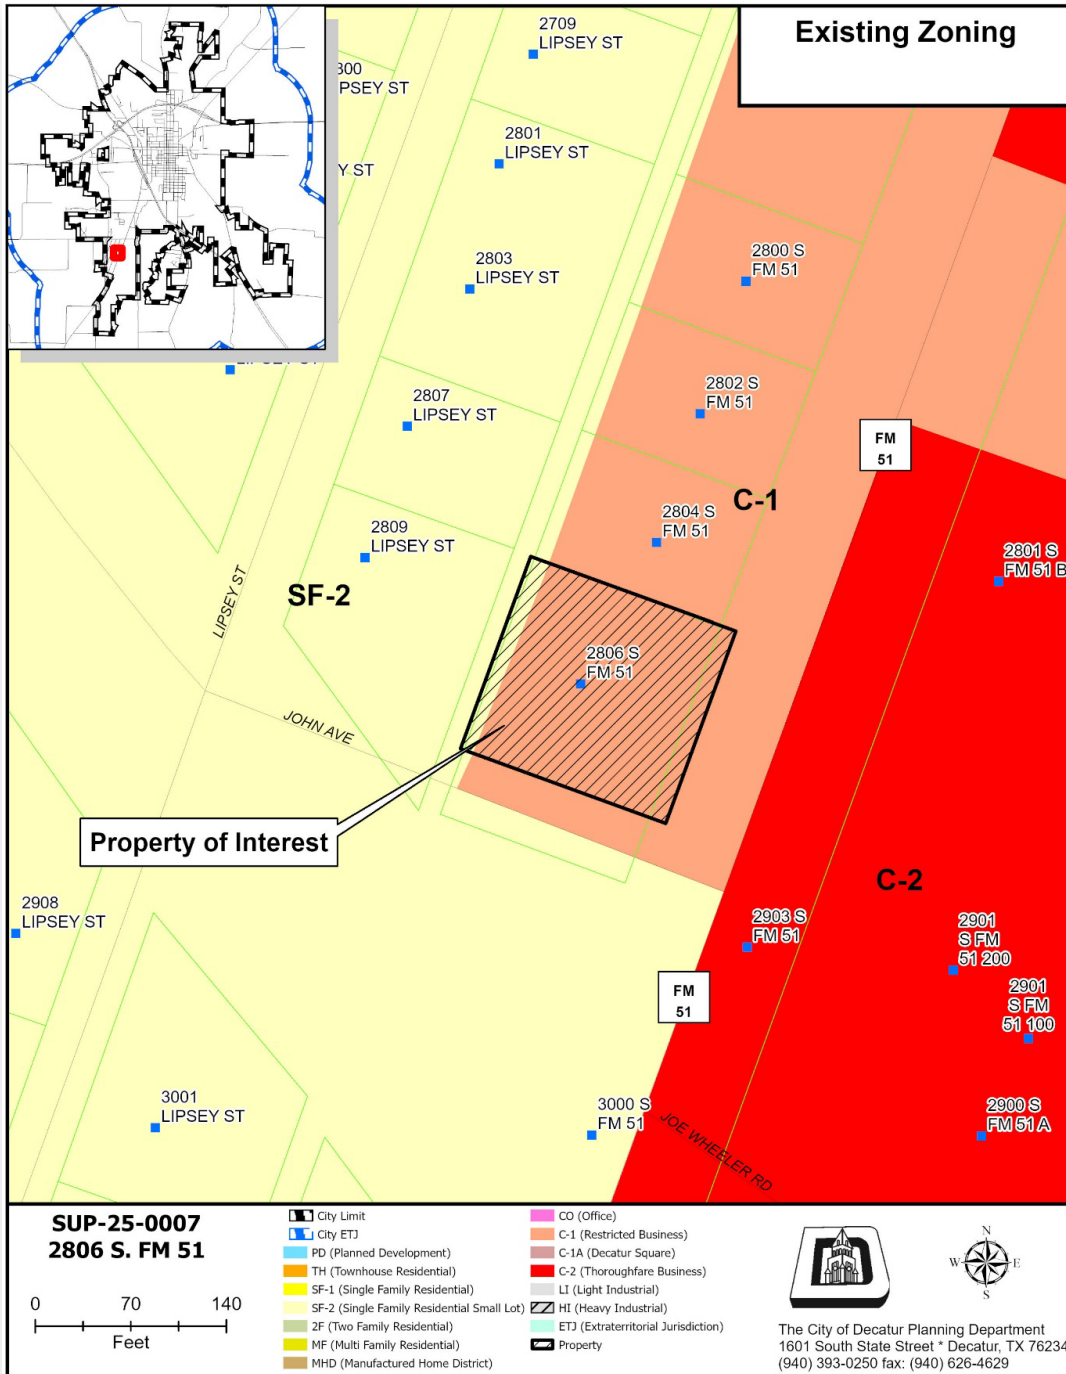 Existing Zoning
2709
LIPSEY ST
300
PSEY ST
2801
LIPSEY ST
Y ST
2803
LIPSEY ST
2800 S
FM 51
2807
LIPSEY ST
2802 S
FM 51
FM
51
C-1
2804 S
FM 51
2809
LIPSEY ST
2801 S
FM 51 B
LIPSEY ST
SF-2
2806 S
FM 51
JOHN AVE
Property of Interest
C-2
2908
LIPSEY ST
2903 S
FM 51
2901
S FM
51 200
FM
51
2901
S FM
51 100
3001
LIPSEY ST
3000 S
FM 51
2900 S
FM 51 A
JOE WHEELER RD
SUP-25-0007
2806 S. FM 51
0 70 140
Feet
City Limit
City ETJ
PD (Planned Development)
TH (Townhouse Residential)
SF-1 (Single Family Residential)
SF-2 (Single Family Residential Small Lot)
2F (Two Family Residential)
MF (Multi Family Residential)
MHD (Manufactured Home District)
CO (Office)
C-1 (Restricted Business)
C-1A (Decatur Square)
C-2 (Thoroughfare Business)
LI (Light Industrial)
HI (Heavy Industrial)
ETJ (Extraterritorial Jurisdiction)
Property
N
W E
S
The City of Decatur Planning Department
1601 South State Street * Decatur, TX 76234
(940) 393-0250 fax: (940) 626-4629